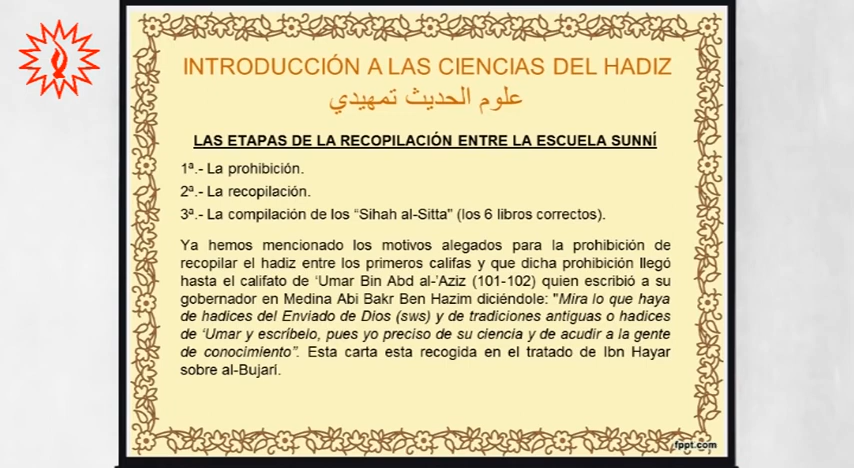 INTRODUCCIÓN A LAS CIENCIAS DEL HADIZ
علوم الحديث تمهيدي
LAS ETAPAS DE LA RECOPILACIÓN ENTRE LA ESCUELA SUNNÍ
1ª.- La prohibición.
2ª.- La recopilación.
3ª.- La compilación de los “Sihah al-Sitta" (los 6 libros correctos).
Ya hemos mencionado los motivos alegados para la prohibición de
recopilar el hadiz entre los primeros califas y que dicha prohibición llegó
hasta el califato de ‘Umar Bin Abd al-’Aziz (101-102) quien escribió a su
gobernador en Medina Abi Bakr Ben Hazim diciéndole: "Mira lo que haya
de hadices del Enviado de Dios (sws) y de tradiciones antiguas o hadices
de ‘Umar y escríbelo, pues yo preciso de su ciencia y de acudir a la gente
de conocimiento”. Esta carta esta recogida en el tratado de Ibn Hayar
sobre al-Bujarí.
fppt.com